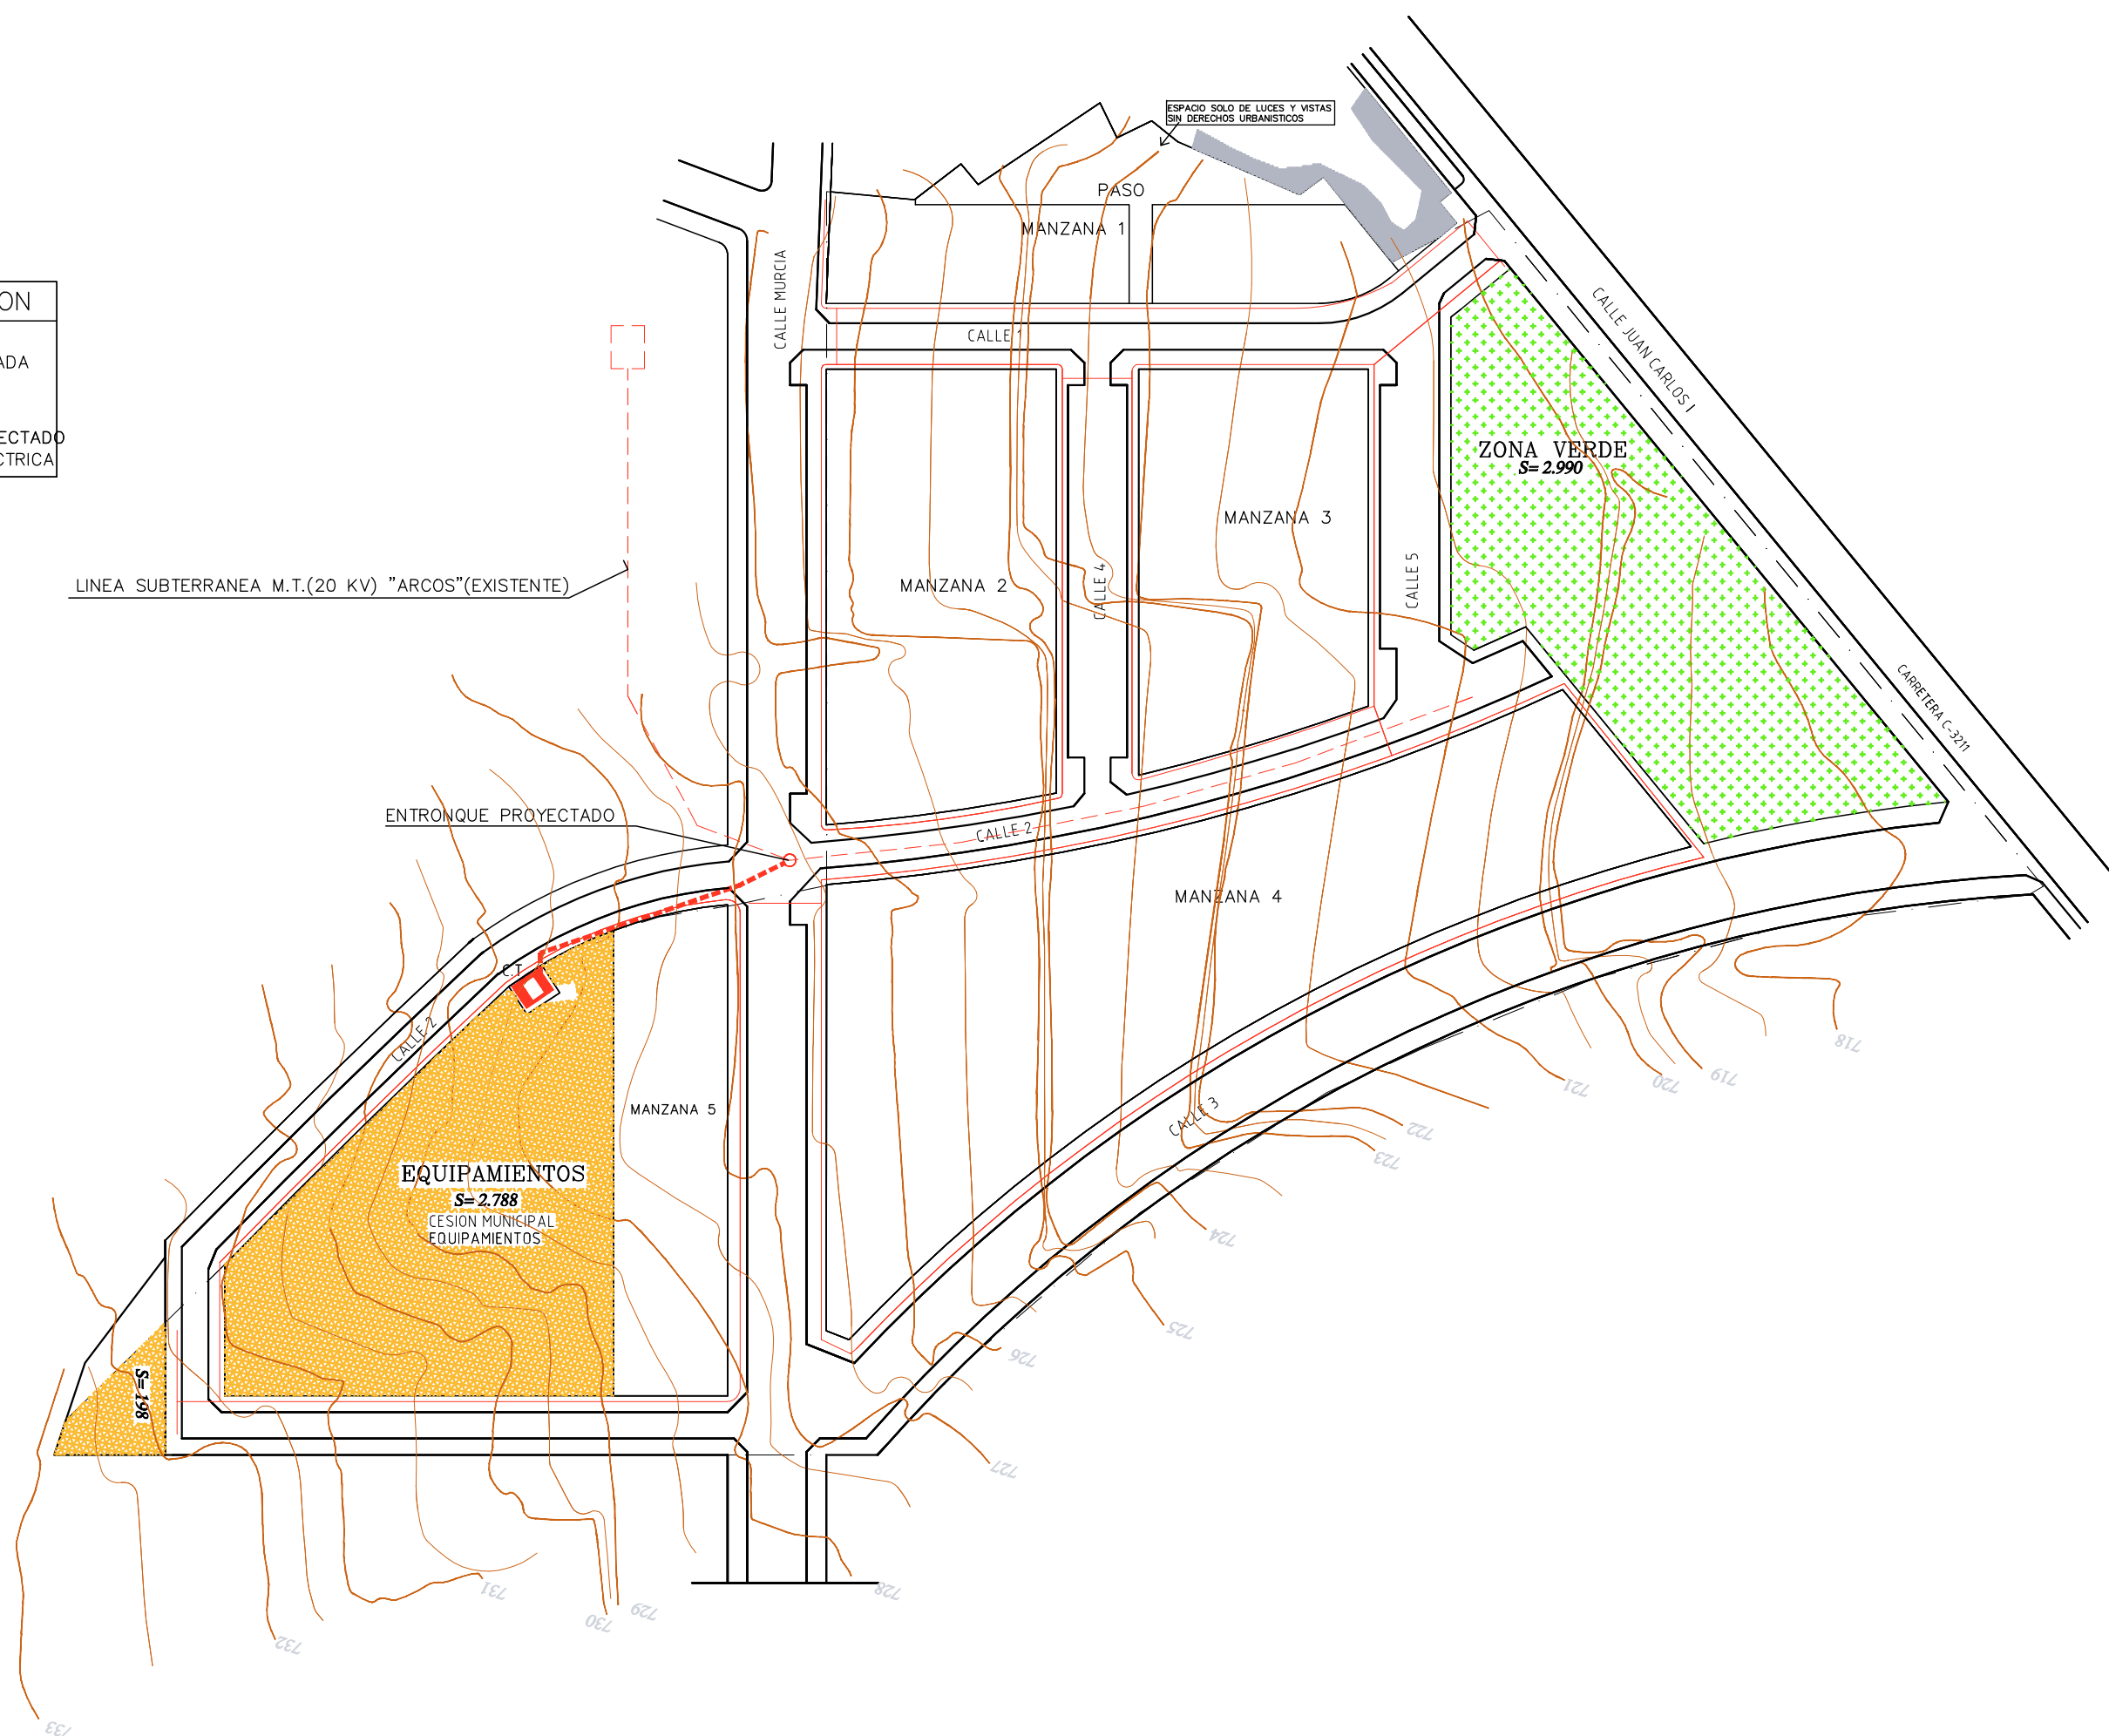 ESPACIO SOLO DE LUCES Y VISTAS
SIN DERECHOS URBANISTICOS
PASO
MANZANA 1
CALLE MURCIA
CALLE 1
CALLE JUAN CARLOS I
ON
ADA
ECTADO
CTRICA
ZONA VERDE
S= 2.990
MANZANA 3
MANZANA 2
CALLE 4
CALLE 5
LINEA SUBTERRANEA M.T.(20 KV) "ARCOS"(EXISTENTE)
CARRETERA C-3211
ENTRONQUE PROYECTADO
CALLE 2
MANZANA 4
C.T.
CALLE 2
MANZANA 5
CALLE 3
EQUIPAMIENTOS
S= 2.788
CESION MUNICIPAL
EQUIPAMIENTOS
S= 198
718
719
720
721
722
723
724
725
726
727
728
729
730
731
732
733